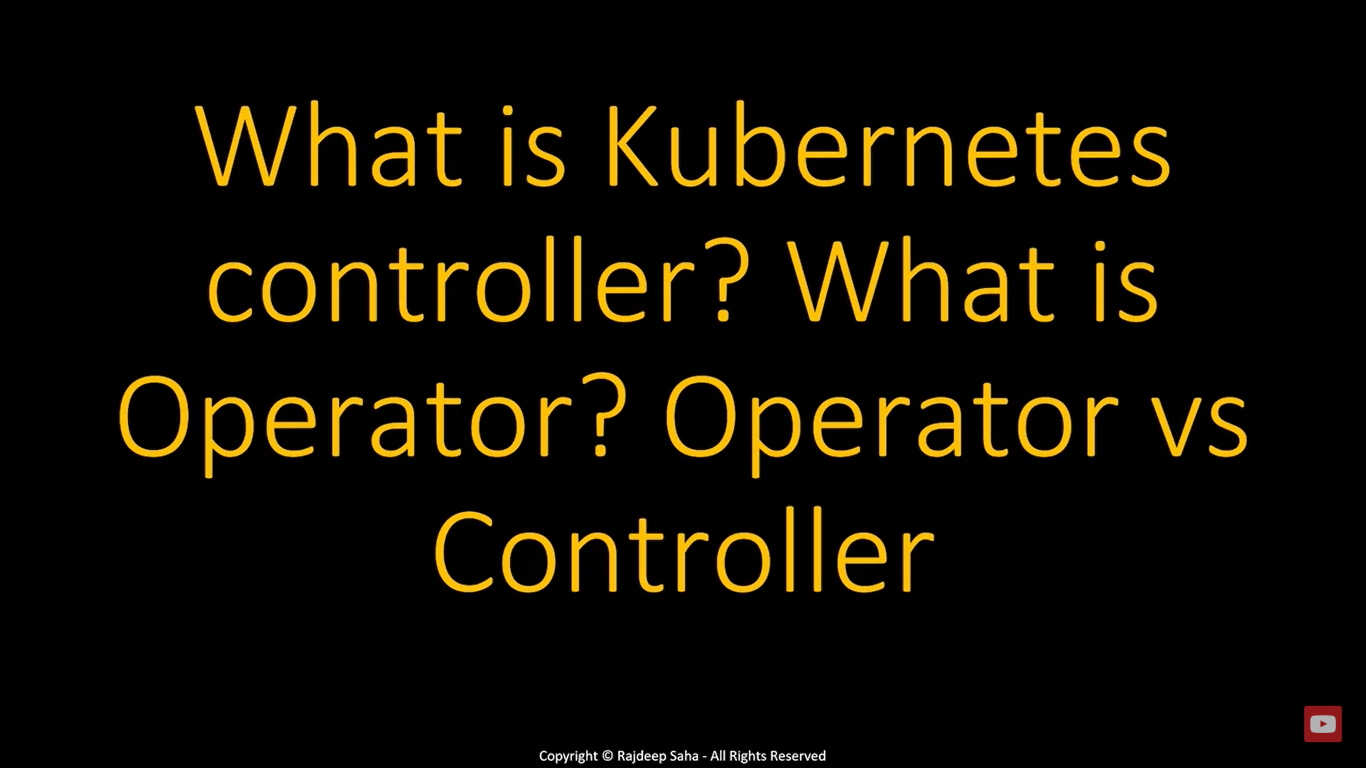 What is Kubernetes
controller? What is
Operator? Operator vs
Controller
Copyright © Rajdeep Saha - All Rights Reserved